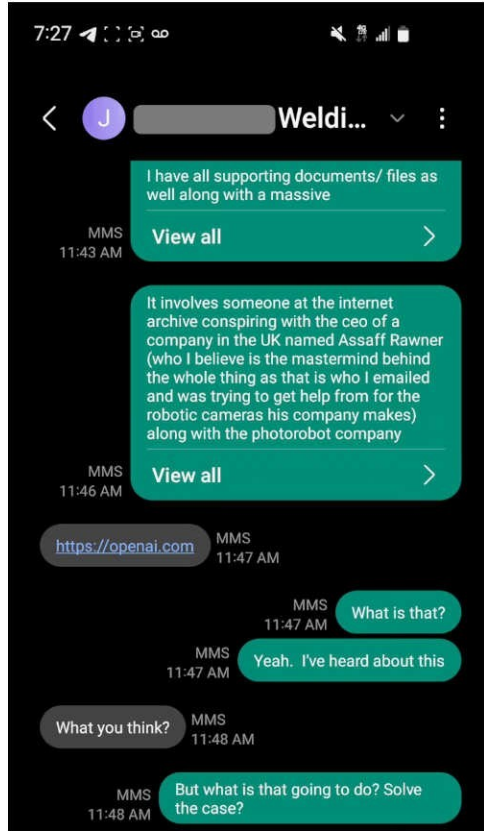 7:27
J Weldi...
I have all supporting documents/ files as
well along with a massive
View all
MMS
11:43 AM
It involves someone at the internet
archive conspiring with the ceo of a
company in the UK named Assaff Rawner
(who I believe is the mastermind behind
the whole thing as that is who I emailed
and was trying to get help from for the
robotic cameras his company makes)
along with the photorobot company
View all
MMS
11:46 AM
https://openai.com
MMS
11:47 AM
MMS
11:47 AM
What is that?
MMS
11:47 AM
Yeah.  I've heard about this
What you think?
MMS
11:48 AM
MMS
11:48 AM
But what is that going to do? Solve
the case?